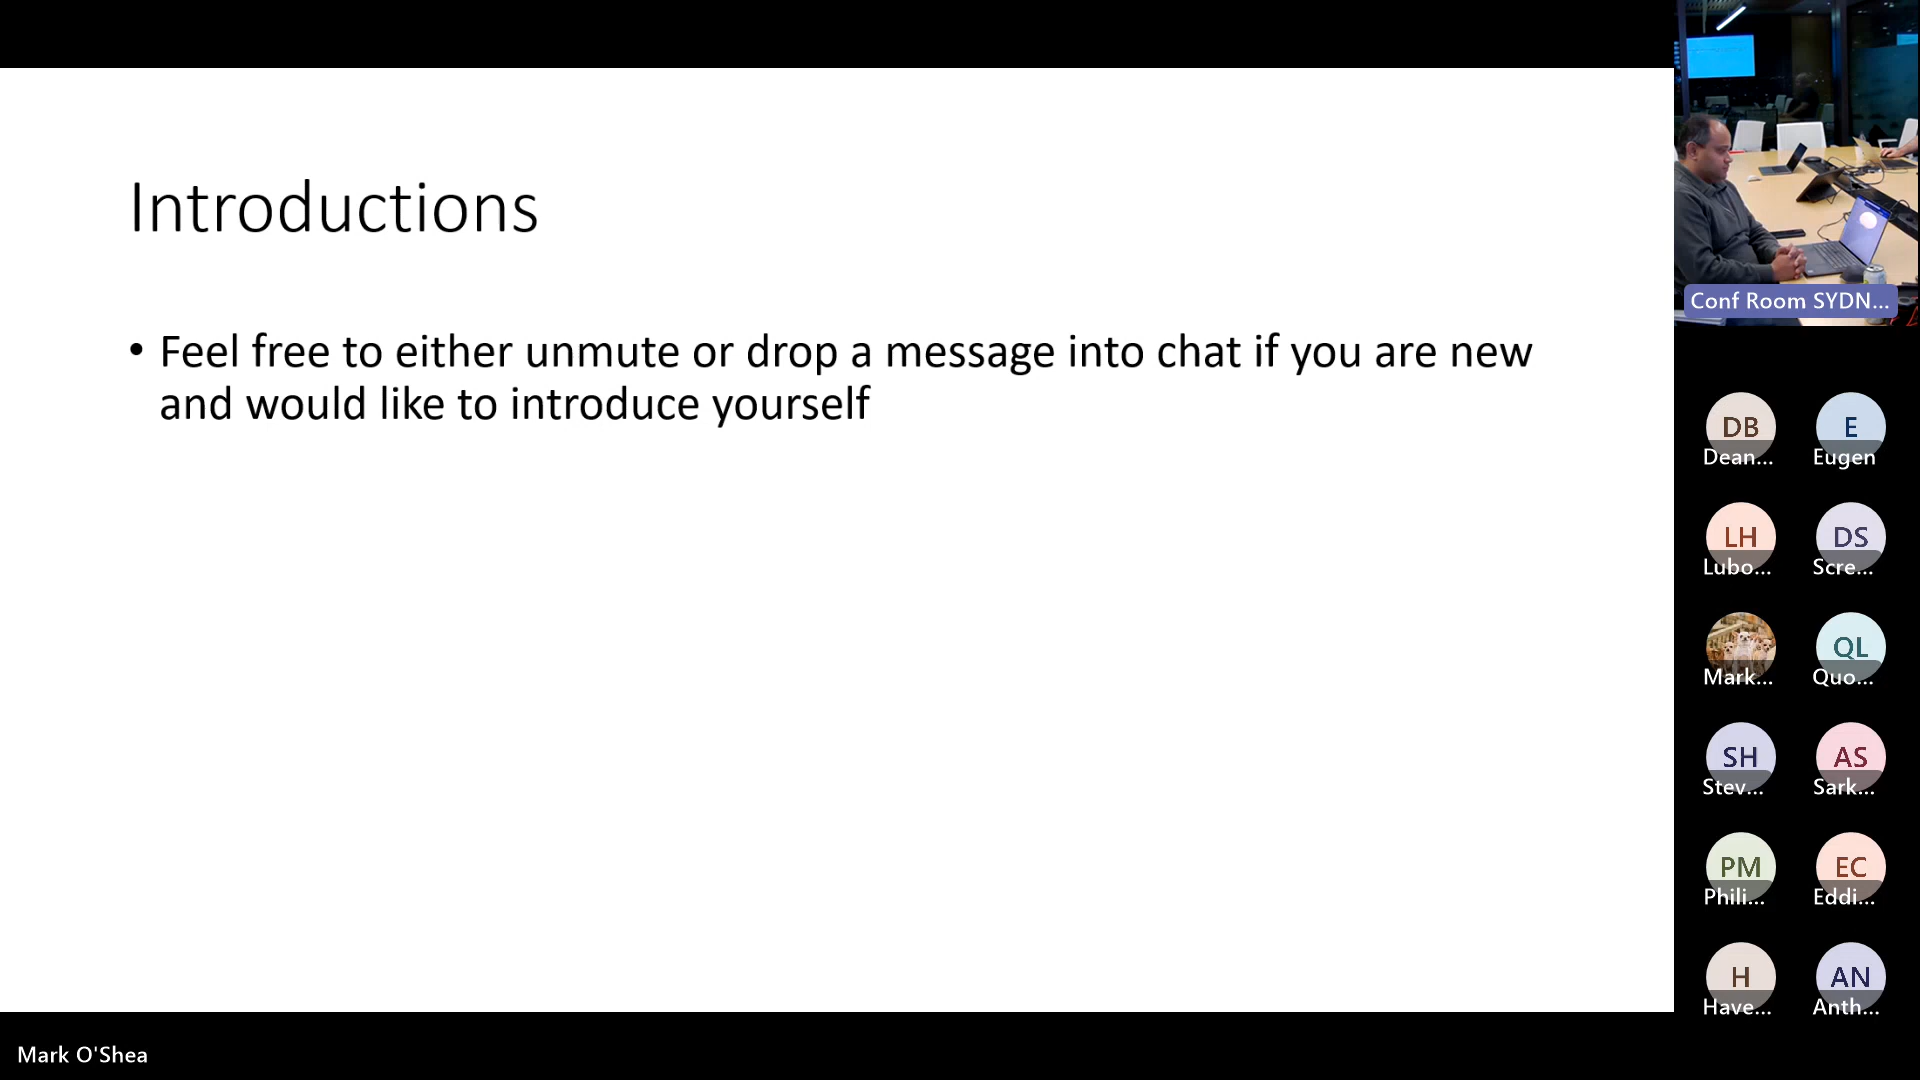 Introductions
• Feel free to either unmute or drop a message into chat if you are new
and would like to introduce yourself
Conf Room SYDN...
DB
Dean...
E
Eugen
LH
Lubo...
DS
Scre...
Mark...
QL
Quo...
SH
Stev...
AS
Sark...
PM
Phili...
EC
Eddi...
H
Have...
AN
Anth...
Mark O'Shea